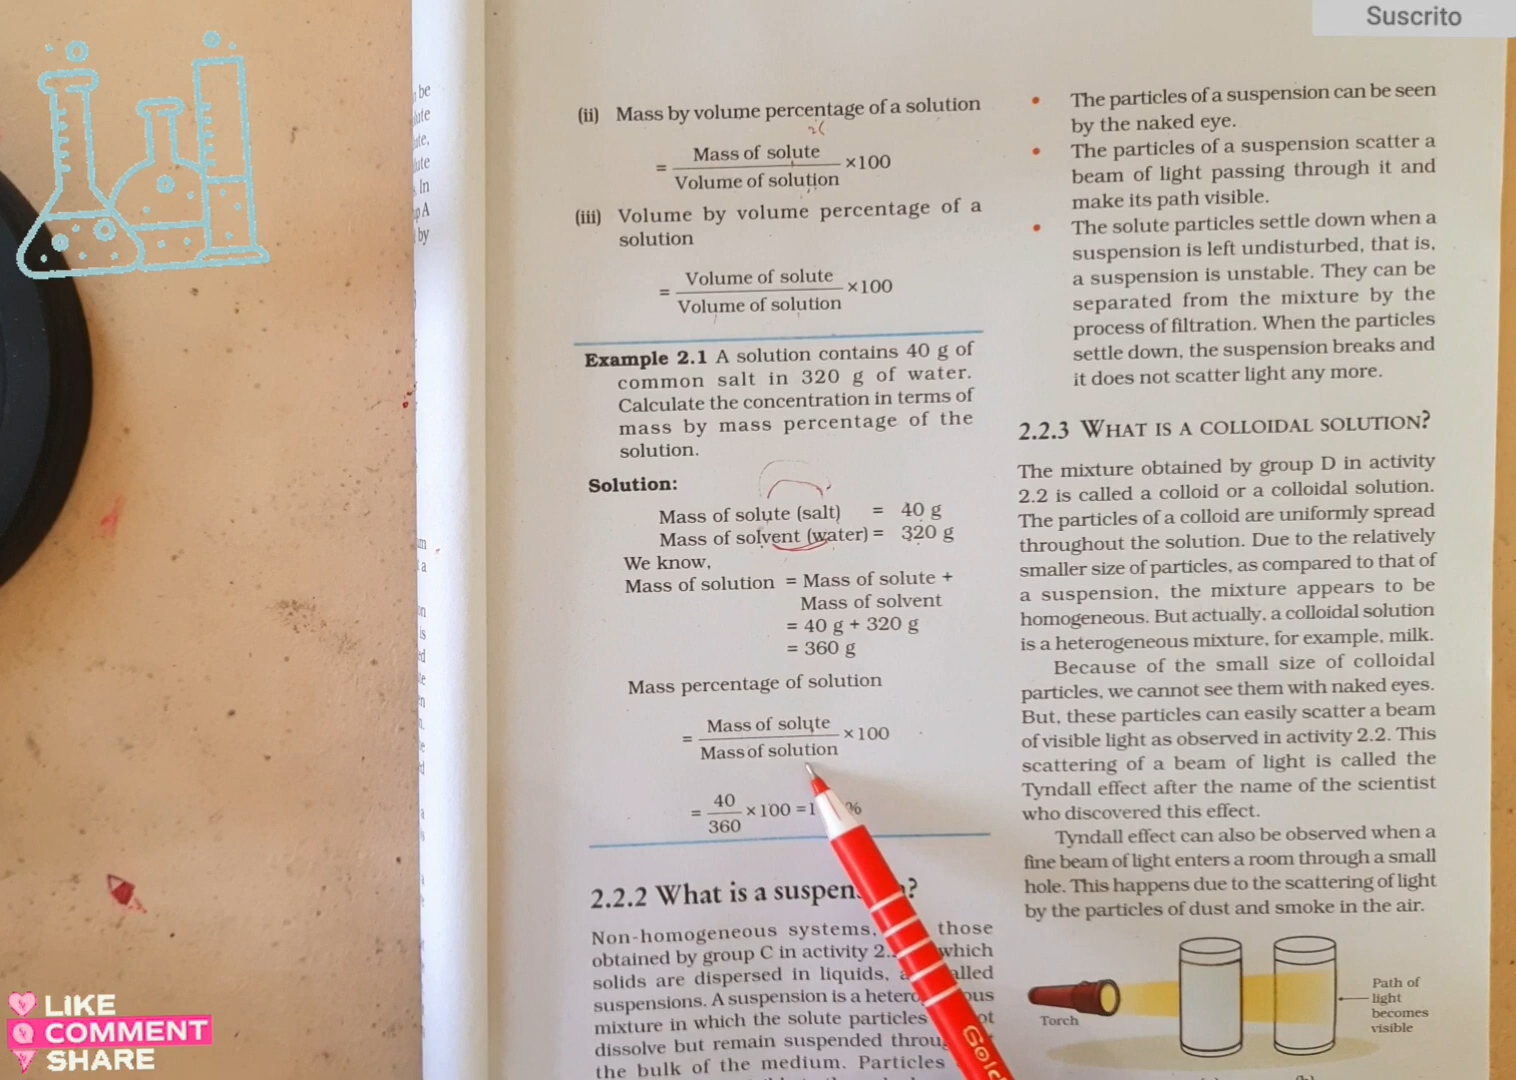 Suscrito
(ii) Mass by volume percentage of a solution
= Mass of solute / Volume of solution ×100
(iii) Volume by volume percentage of a
solution
= Volume of solute / Volume of solution ×100
Example 2.1 A solution contains 40 g of
common salt in 320 g of water.
Calculate the concentration in terms of
mass by mass percentage of the
solution.
Solution:
Mass of solute (salt) = 40 g
Mass of solvent (water) = 320 g
We know,
Mass of solution = Mass of solute +
Mass of solvent
= 40 g + 320 g
= 360 g
Mass percentage of solution
= Mass of solute / Mass of solution ×100
= 40 / 360 ×100 = %
2.2.2 What is a ?
Non-homogeneous systems, those
obtained by group C in activity which
solids are dispersed in liquids,
suspensions. A suspension is a
mixture in which the solute particles
dissolve but remain suspended
the bulk of the medium. Particles
The particles of a suspension can be seen
by the naked eye.
The particles of a suspension scatter a
beam of light passing through it and
make its path visible.
The solute particles settle down when a
suspension is left undisturbed, that is,
a suspension is unstable. They can be
separated from the mixture by the
process of filtration. When the particles
settle down, the suspension breaks and
it does not scatter light any more.
2.2.3 WHAT IS A COLLOIDAL SOLUTION?
The mixture obtained by group D in activity
2.2 is called a colloid or a colloidal solution.
The particles of a colloid are uniformly spread
throughout the solution. Due to the relatively
smaller size of particles, as compared to that of
a suspension, the mixture appears to be
homogeneous. But actually, a colloidal solution
is a heterogeneous mixture, for example, milk.
Because of the small size of colloidal
particles, we cannot see them with naked eyes.
But, these particles can easily scatter a beam
of visible light as observed in activity 2.2. This
scattering of a beam of light is called the
Tyndall effect after the name of the scientist
who discovered this effect.
Tyndall effect can also be observed when a
fine beam of light enters a room through a small
hole. This happens due to the scattering of light
by the particles of dust and smoke in the air.
Torch
Path of
light
becomes
visible
LIKE
COMMENT
SHARE